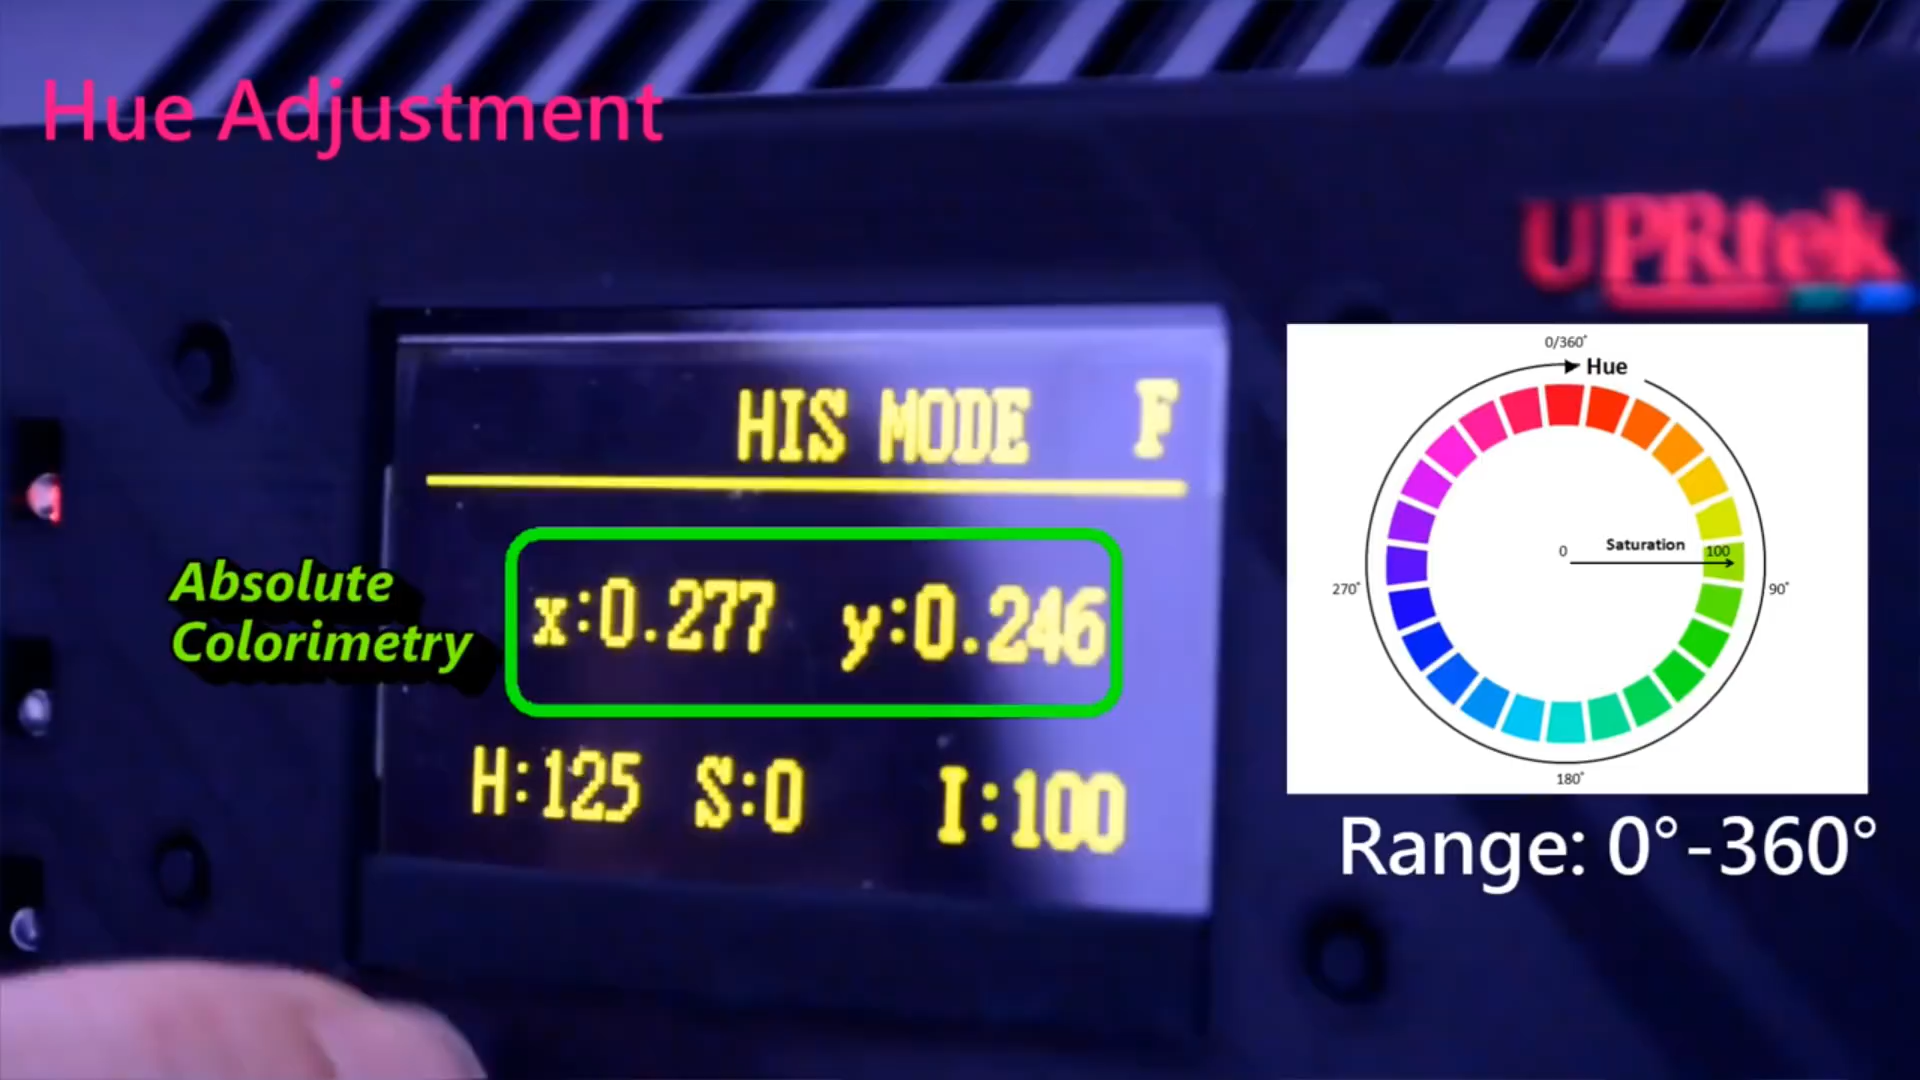 Hue Adjustment
UPRtek
HIS MODE F
Absolute
Colorimetry
x:0.277 y:0.246
H:125 S:0 I:100
0/360°
Hue
0 Saturation 100
270° 90°
180°
Range: 0°-360°